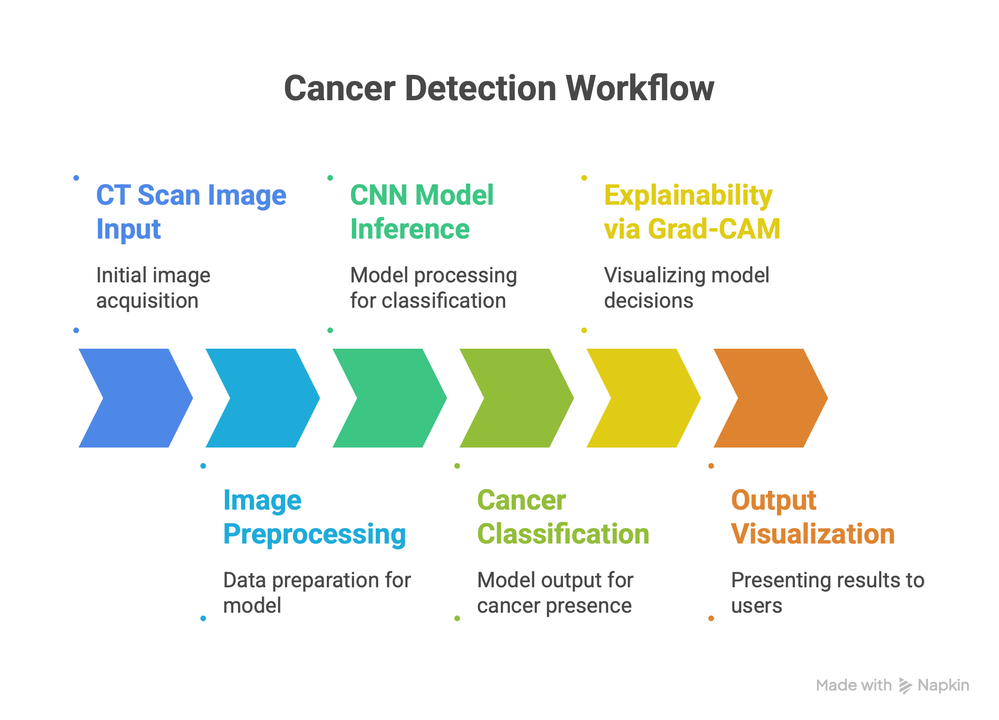 Cancer Detection Workflow
CT Scan Image
Input
Initial image
acquisition
CNN Model
Inference
Model processing
for classification
Explainability
via Grad-CAM
Visualizing model
decisions
Image
Preprocessing
Data preparation for
model
Cancer
Classification
Model output for
cancer presence
Output
Visualization
Presenting results to
users
Made with Napkin